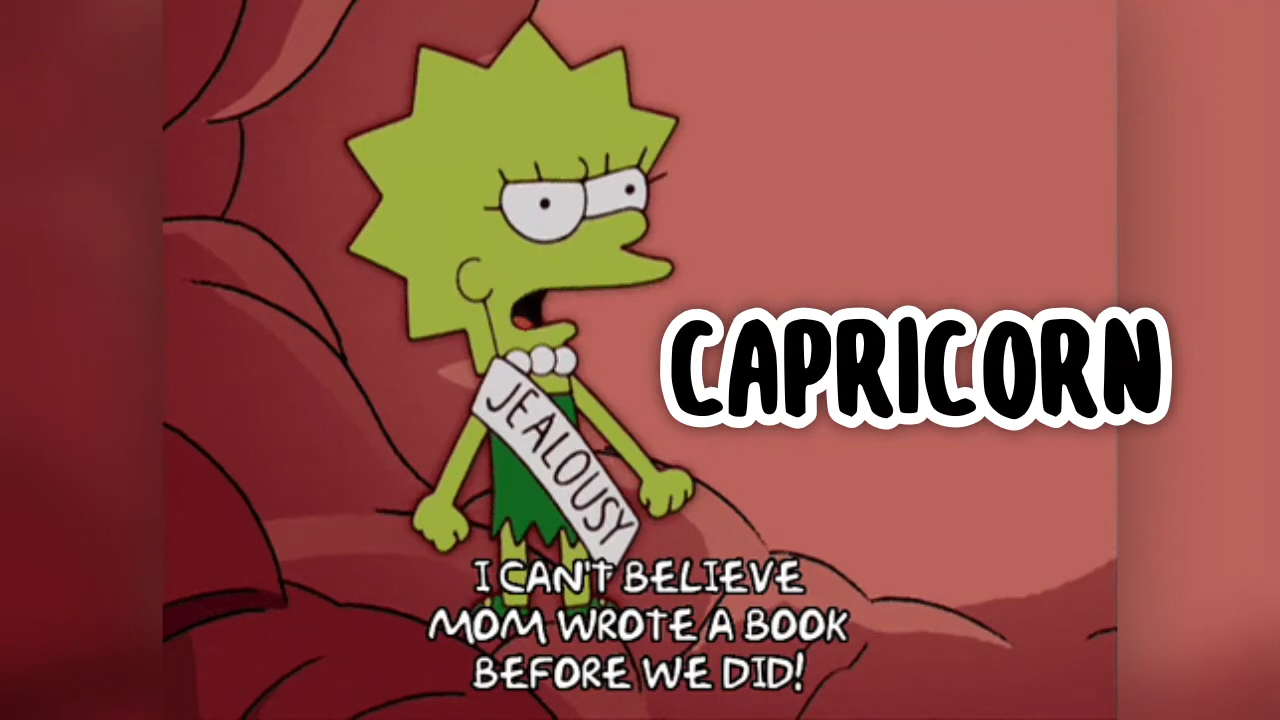 CAPRICORN
JEALOUSY
I CAN'T BELIEVE
MOM WROTE A BOOK
BEFORE WE DID!